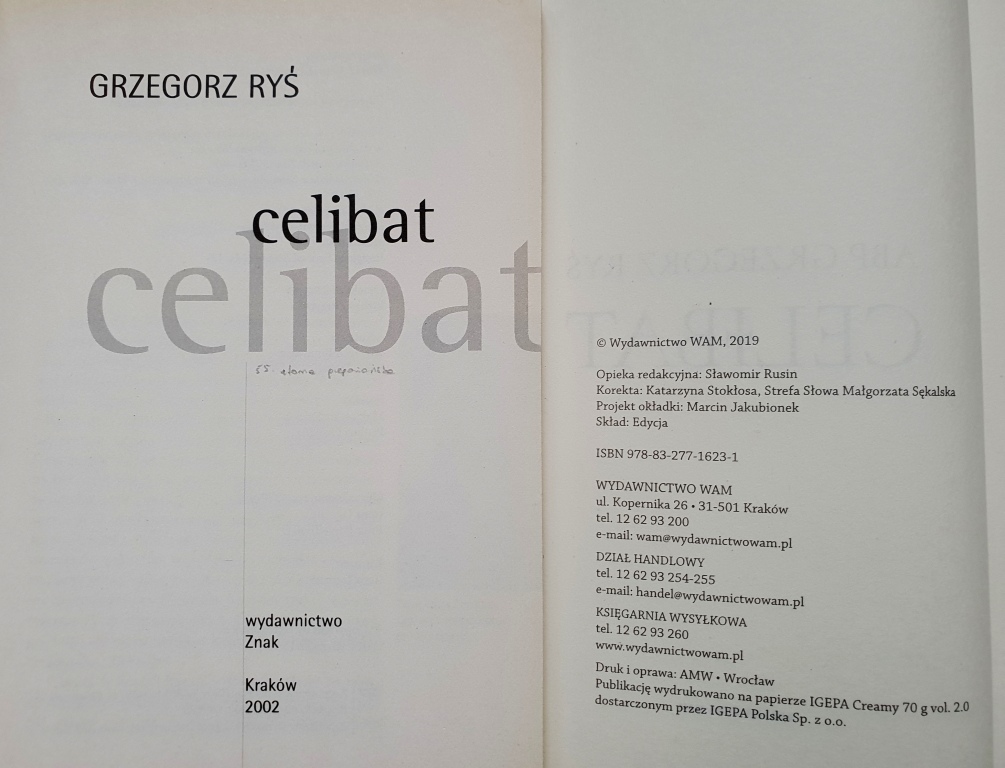 GRZEGORZ RYŚ
celibat
celibat
wydawnictwo
Znak
Kraków
2002
ABP GRZEGORZ RYŚ
CELIBAT
© Wydawnictwo WAM, 2019
Opieka redakcyjna: Sławomir Rusin
Korekta: Katarzyna Stokłosa, Strefa Słowa Małgorzata Sękalska
Projekt okładki: Marcin Jakubionek
Skład: Edycja
ISBN 978-83-277-1623-1
WYDAWNICTWO WAM
ul. Kopernika 26 • 31-501 Kraków
tel. 12 62 93 200
e-mail: wam@wydawnictwowam.pl
DZIAŁ HANDLOWY
tel. 12 62 93 254-255
e-mail: handel@wydawnictwowam.pl
KSIĘGARNIA WYSYŁKOWA
tel. 12 62 93 260
www.wydawnictwowam.pl
Druk i oprawa: AMW • Wrocław
Publikację wydrukowano na papierze IGEPA Creamy 70 g vol. 2.0
dostarczonym przez IGEPA Polska Sp. z o.o.